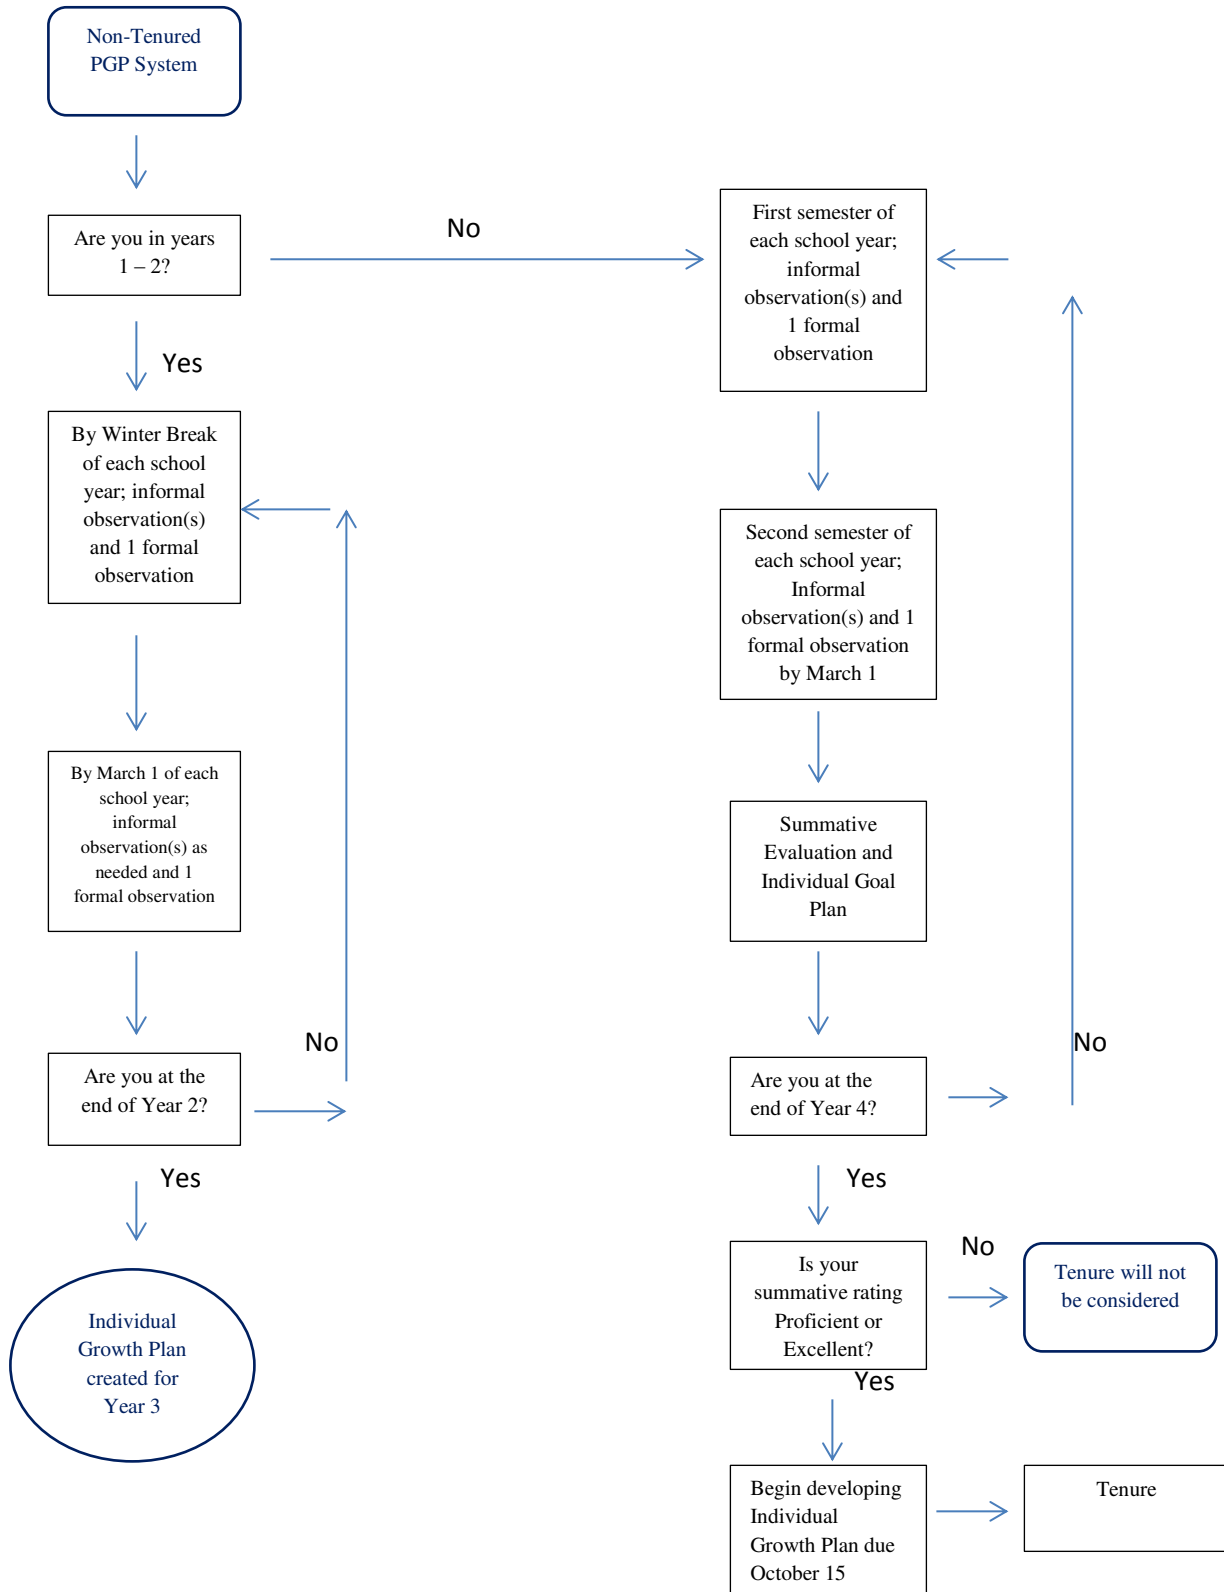 Non-Tenured
PGP System
Are you in years
1 – 2?
No
First semester of
each school year;
informal
observation(s) and
1 formal
observation
Yes
By Winter Break
of each school
year; informal
observation(s)
and 1 formal
observation
Second semester of
each school year;
Informal
observation(s) and 1
formal observation
by March 1
By March 1 of each
school year;
informal
observation(s) as
needed and 1
formal observation
Summative
Evaluation and
Individual Goal
Plan
No
No
Are you at the
end of Year 2?
Are you at the
end of Year 4?
Yes
Yes
Individual
Growth Plan
created for
Year 3
Is your
summative rating
Proficient or
Excellent?
No
Tenure will not
be considered
Yes
Begin developing
Individual
Growth Plan due
October 15
Tenure